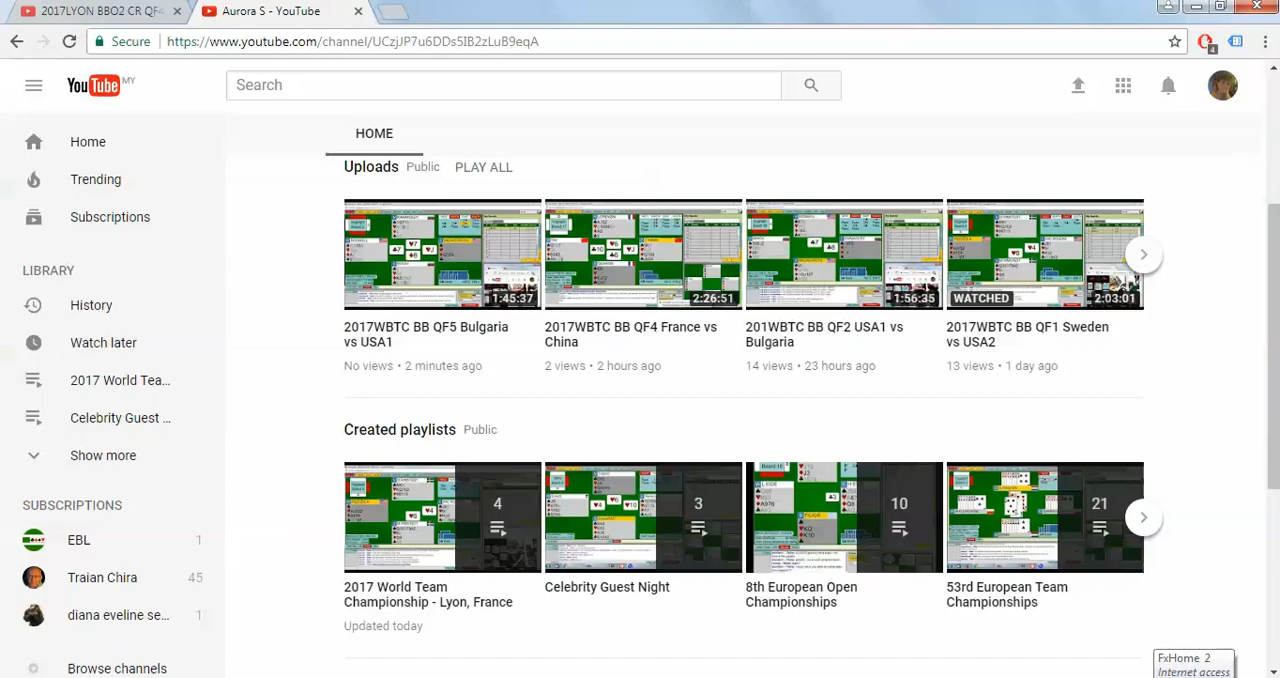 2017LYON BBO2 CR QF4
Aurora S - YouTube
Secure
https://www.youtube.com/channel/UCzjJP7u6DDs5IB2zLuB9eqA
4
YouTube MY
Search
HOME
Home
Trending
Subscriptions
LIBRARY
History
Watch later
2017 World Tea...
Celebrity Guest ...
Show more
SUBSCRIPTIONS
EBL 1
Traian Chira 45
diana eveline se... 1
Browse channels
Uploads Public PLAY ALL
1:45:37
2:26:51
1:56:35
WATCHED 2:03:01
2017WBTC BB QF5 Bulgaria
vs USA1
No views • 2 minutes ago
2017WBTC BB QF4 France vs
China
2 views • 2 hours ago
201WBTC BB QF2 USA1 vs
Bulgaria
14 views • 23 hours ago
2017WBTC BB QF1 Sweden
vs USA2
13 views • 1 day ago
Created playlists Public
4
3
10
21
2017 World Team
Championship - Lyon, France
Updated today
Celebrity Guest Night
8th European Open
Championships
53rd European Team
Championships
FxHome 2
Internet access